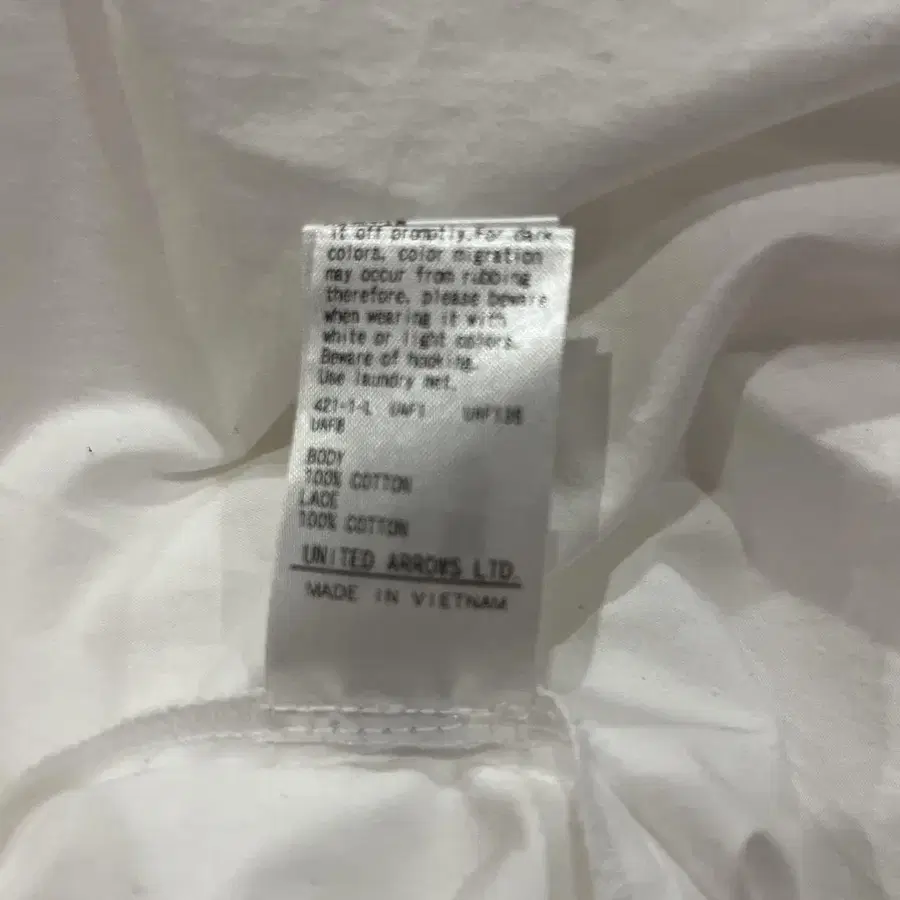 it off promptly.For dark
colors, color migration
may occur from rubbing
therefore, please beware
when wearing it with
white or light colors.
Beware of hooking.
Use laundry net.
421-1-L
BODY
100% COTTON
LACE
100% COTTON
UNITED ARROWS LTD.
MADE IN VIETNAM